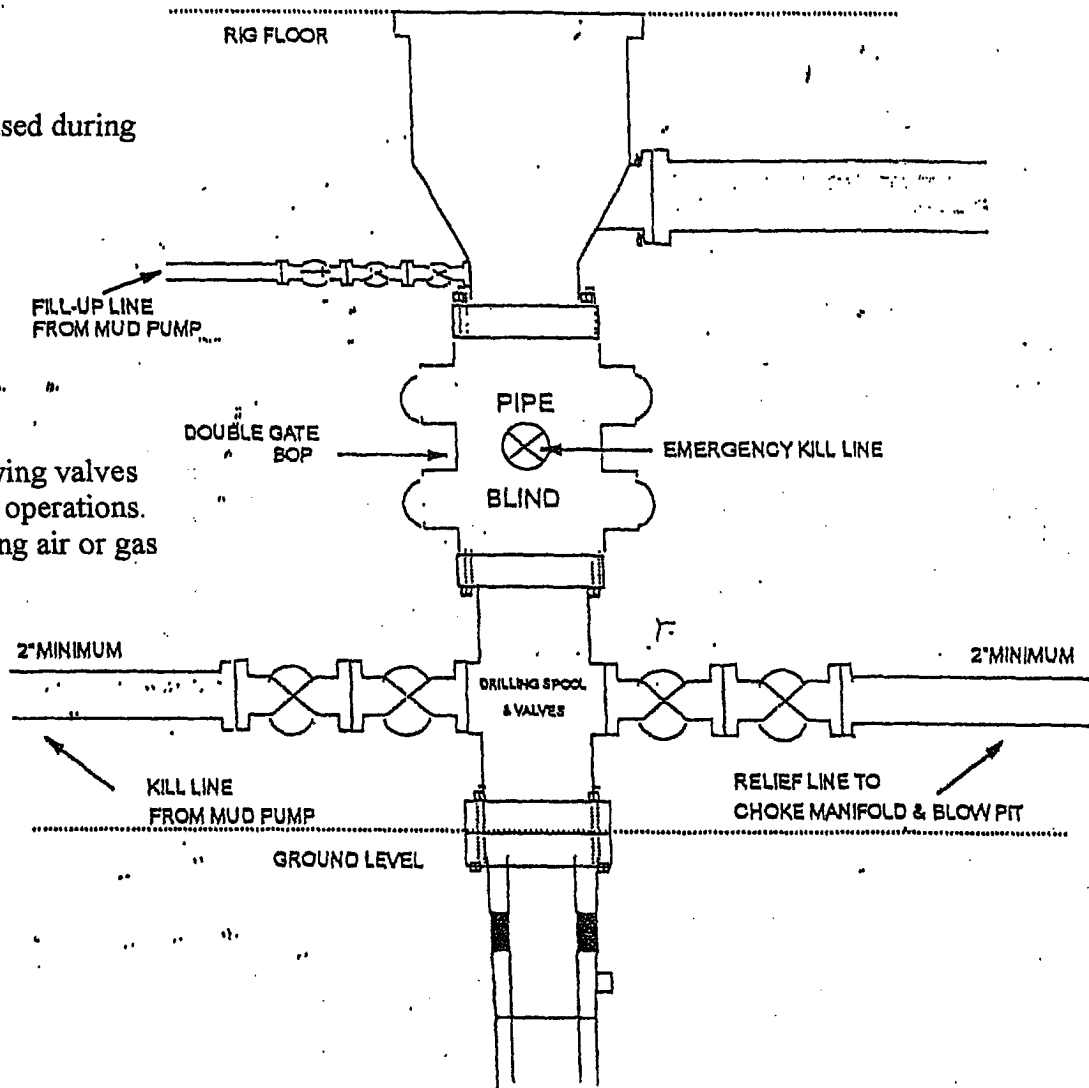 RIG FLOOR
sed during
FILL-UP LINE
FROM MUD PUMP
PIPE
DOUBLE GATE
BOP
EMERGENCY KILL LINE
BLIND
ving valves
operations.
ng air or gas
2" MINIMUM
DRILLING SPOOL
& VALVES
2" MINIMUM
KILL LINE
FROM MUD PUMP
RELIEF LINE TO
CHOKE MANIFOLD & BLOW PIT
GROUND LEVEL